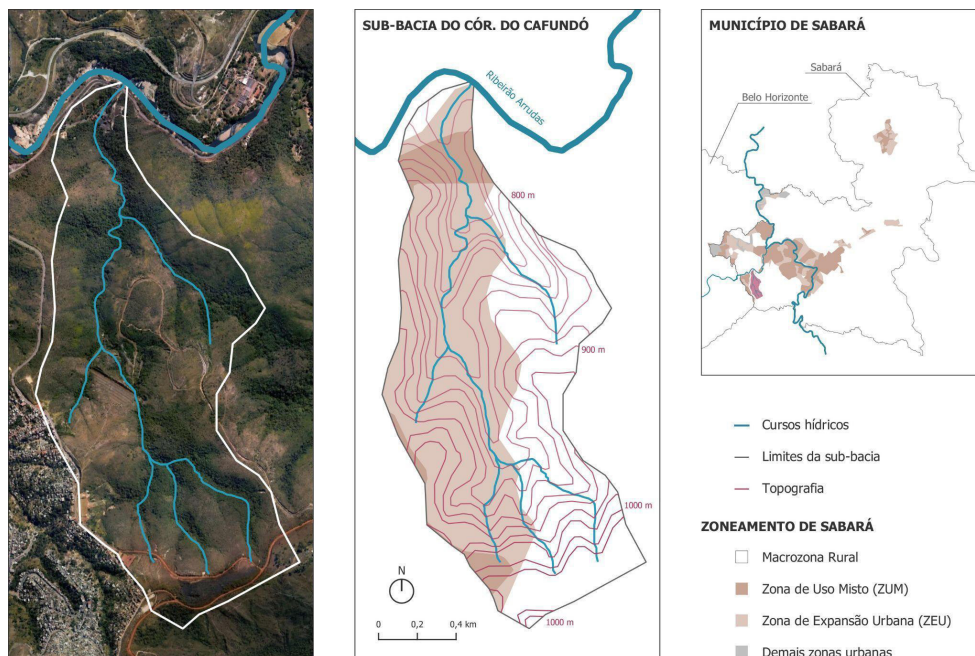 SUB-BACIA DO CÓR. DO CAFUNDÓ
Ribeirão Arrudas
800 m
900 m
1000 m
1000 m
N
0 0,2 0,4 km
MUNICÍPIO DE SABARÁ
Sabará
Belo Horizonte
Cursos hídricos
Limites da sub-bacia
Topografia
ZONEAMENTO DE SABARÁ
Macrozona Rural
Zona de Uso Misto (ZUM)
Zona de Expansão Urbana (ZEU)
Demais zonas urbanas